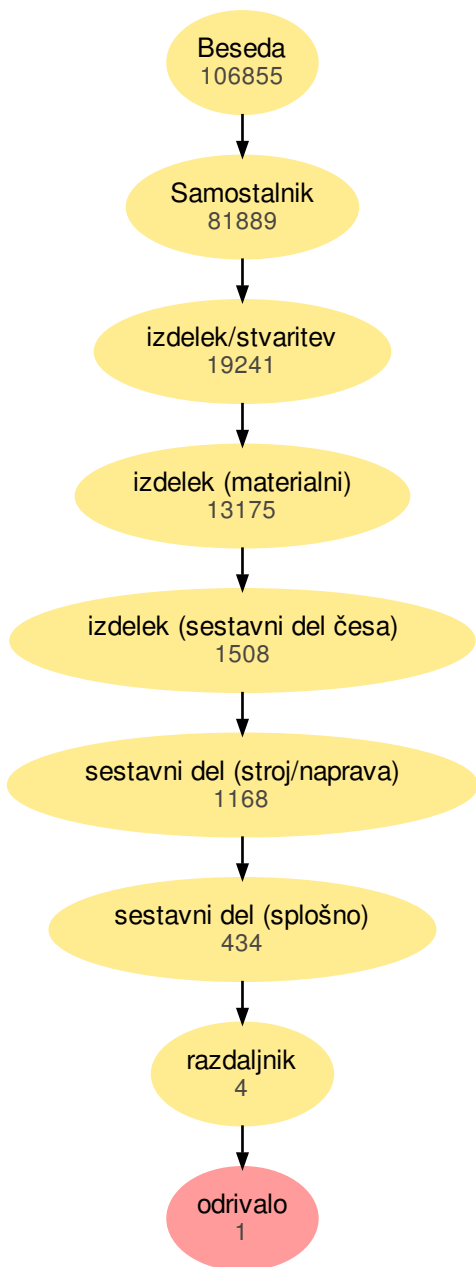 Beseda
106855
Samostalnik
81889
izdelek/stvaritev
19241
izdelek (materialni)
13175
izdelek (sestavni del česa)
1508
sestavni del (stroj/naprava)
1168
sestavni del (splošno)
434
razdaljnik
4
odrivalo
1